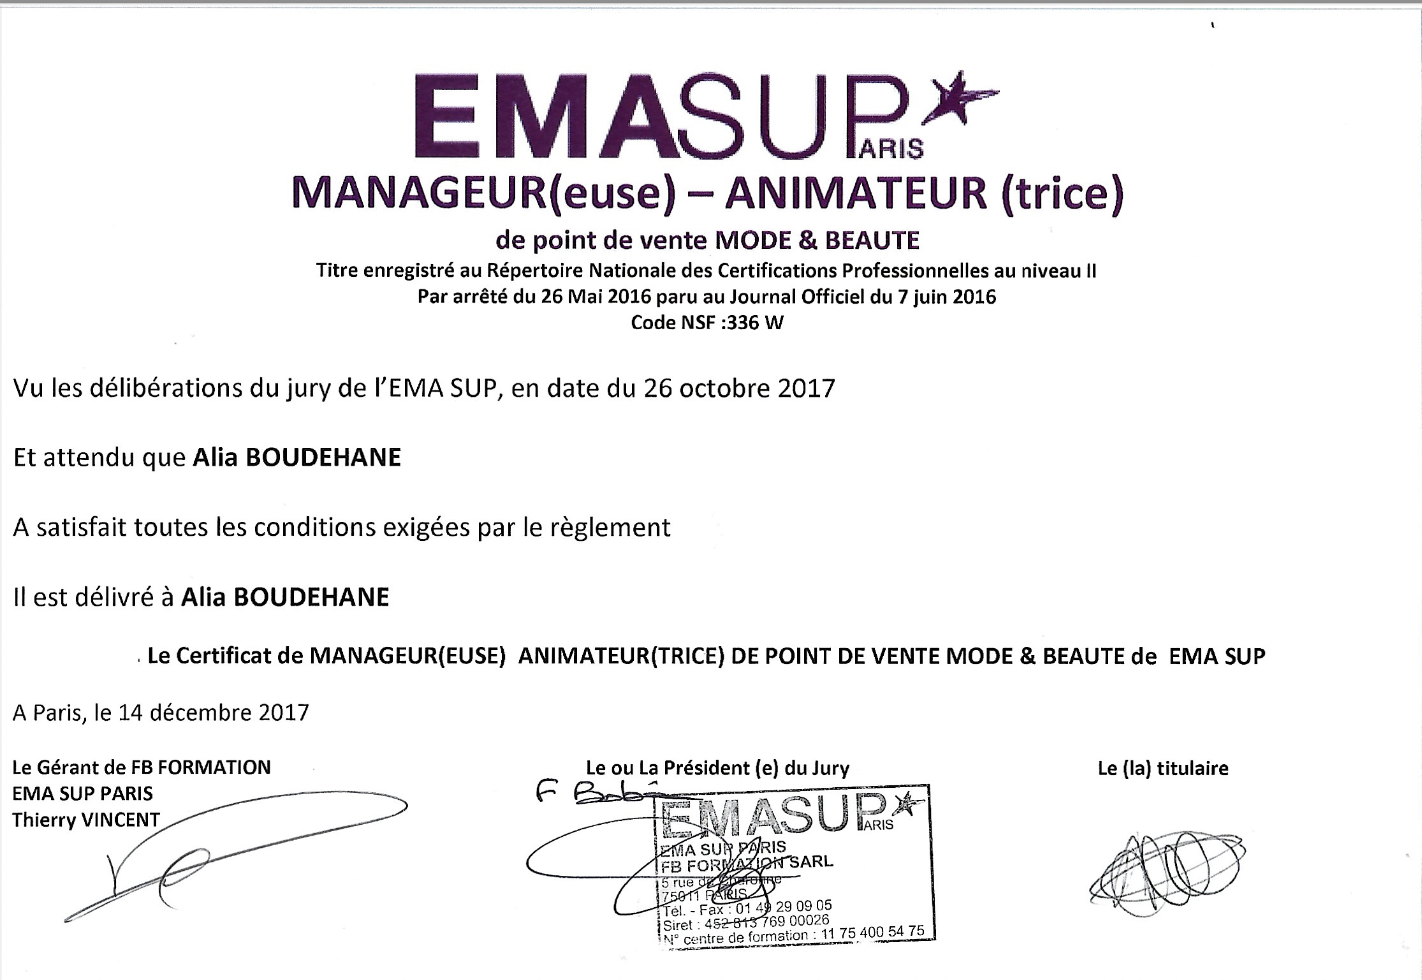 EMASUP PARIS
MANAGEUR(euse) – ANIMATEUR (trice)
de point de vente MODE & BEAUTE
Titre enregistré au Répertoire Nationale des Certifications Professionnelles au niveau II
Par arrêté du 26 Mai 2016 paru au Journal Officiel du 7 juin 2016
Code NSF :336 W
Vu les délibérations du jury de l’EMA SUP, en date du 26 octobre 2017
Et attendu que Alia BOUDEHANE
A satisfait toutes les conditions exigées par le règlement
Il est délivré à Alia BOUDEHANE
Le Certificat de MANAGEUR(EUSE) ANIMATEUR(TRICE) DE POINT DE VENTE MODE & BEAUTE de EMA SUP
A Paris, le 14 décembre 2017
Le Gérant de FB FORMATION
EMA SUP PARIS
Thierry VINCENT
Le ou La Président (e) du Jury
F
EMASUP PARIS
EMA SUP PARIS
FB FORMATION SARL
5 rue de Charonne
75011 PARIS
Tél. - Fax : 01 49 29 09 05
Siret : 452 813 769 00026
N° centre de formation : 11 75 400 54 75
Le (la) titulaire